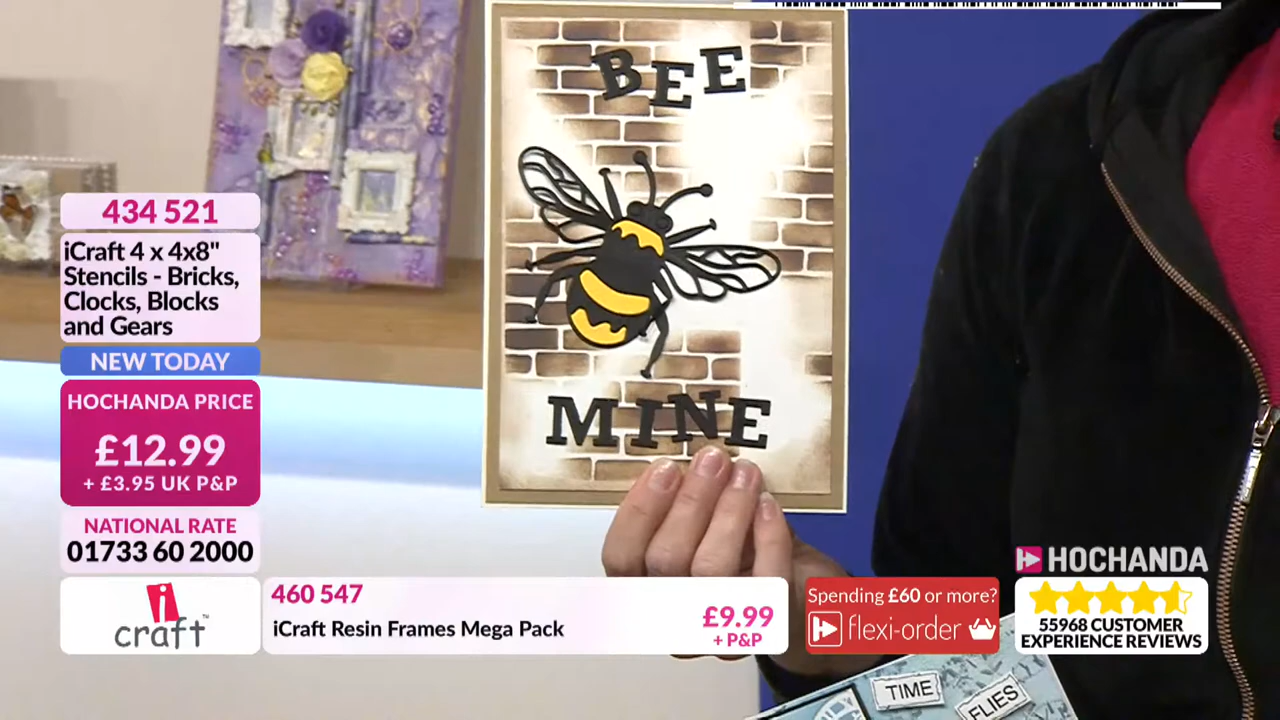 BEE
MINE
434 521
iCraft 4 x 4x8"
Stencils - Bricks,
Clocks, Blocks
and Gears
NEW TODAY
HOCHANDA PRICE
£12.99
+ £3.95 UK P&P
NATIONAL RATE
01733 60 2000
i craft™
460 547
iCraft Resin Frames Mega Pack
£9.99
+ P&P
Spending £60 or more?
flexi-order
HOCHANDA
55968 CUSTOMER
EXPERIENCE REVIEWS
TIME
FLIES